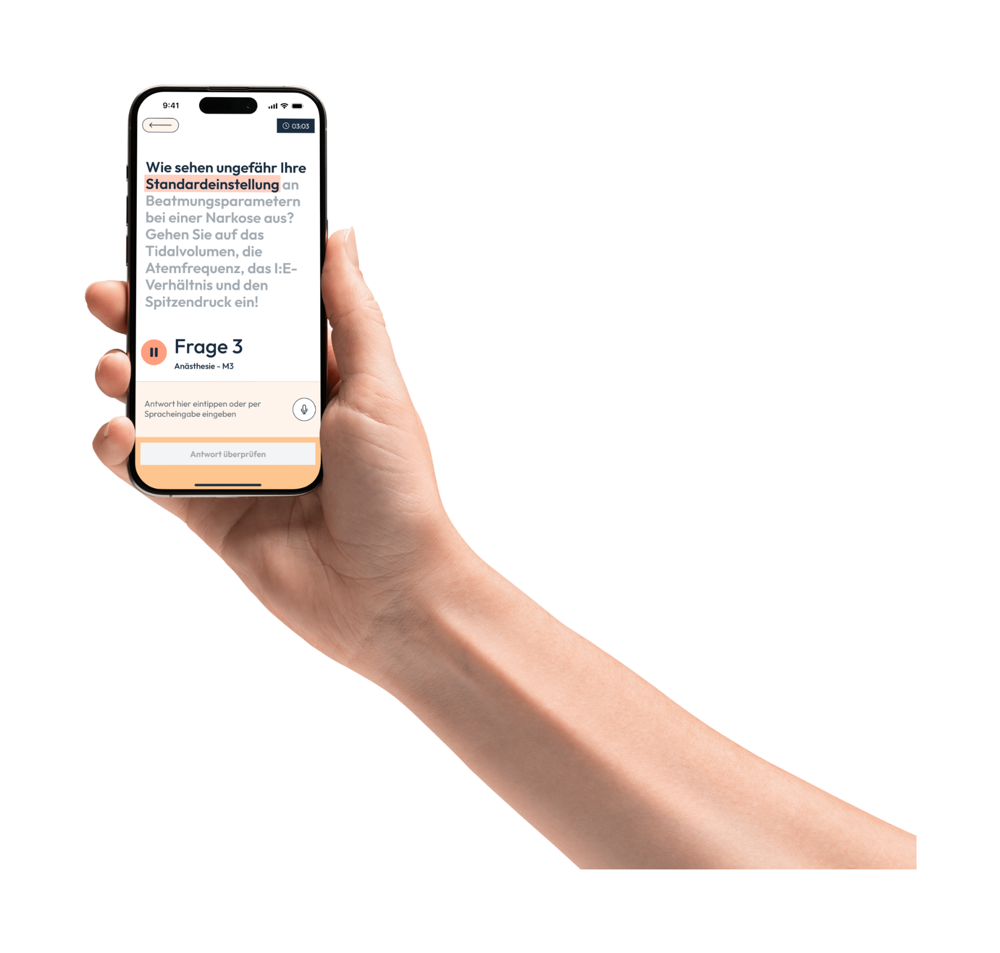 9:41
03:03
Wie sehen ungefähr Ihre
Standardeinstellung an
Beatmungsparametern
bei einer Narkose aus?
Gehen Sie auf das
Tidalvolumen, die
Atemfrequenz, das I:E-
Verhältnis und den
Spitzendruck ein!
Frage 3
Anästhesie - M3
Antwort hier eintippen oder per
Spracheingabe eingeben
Antwort überprüfen